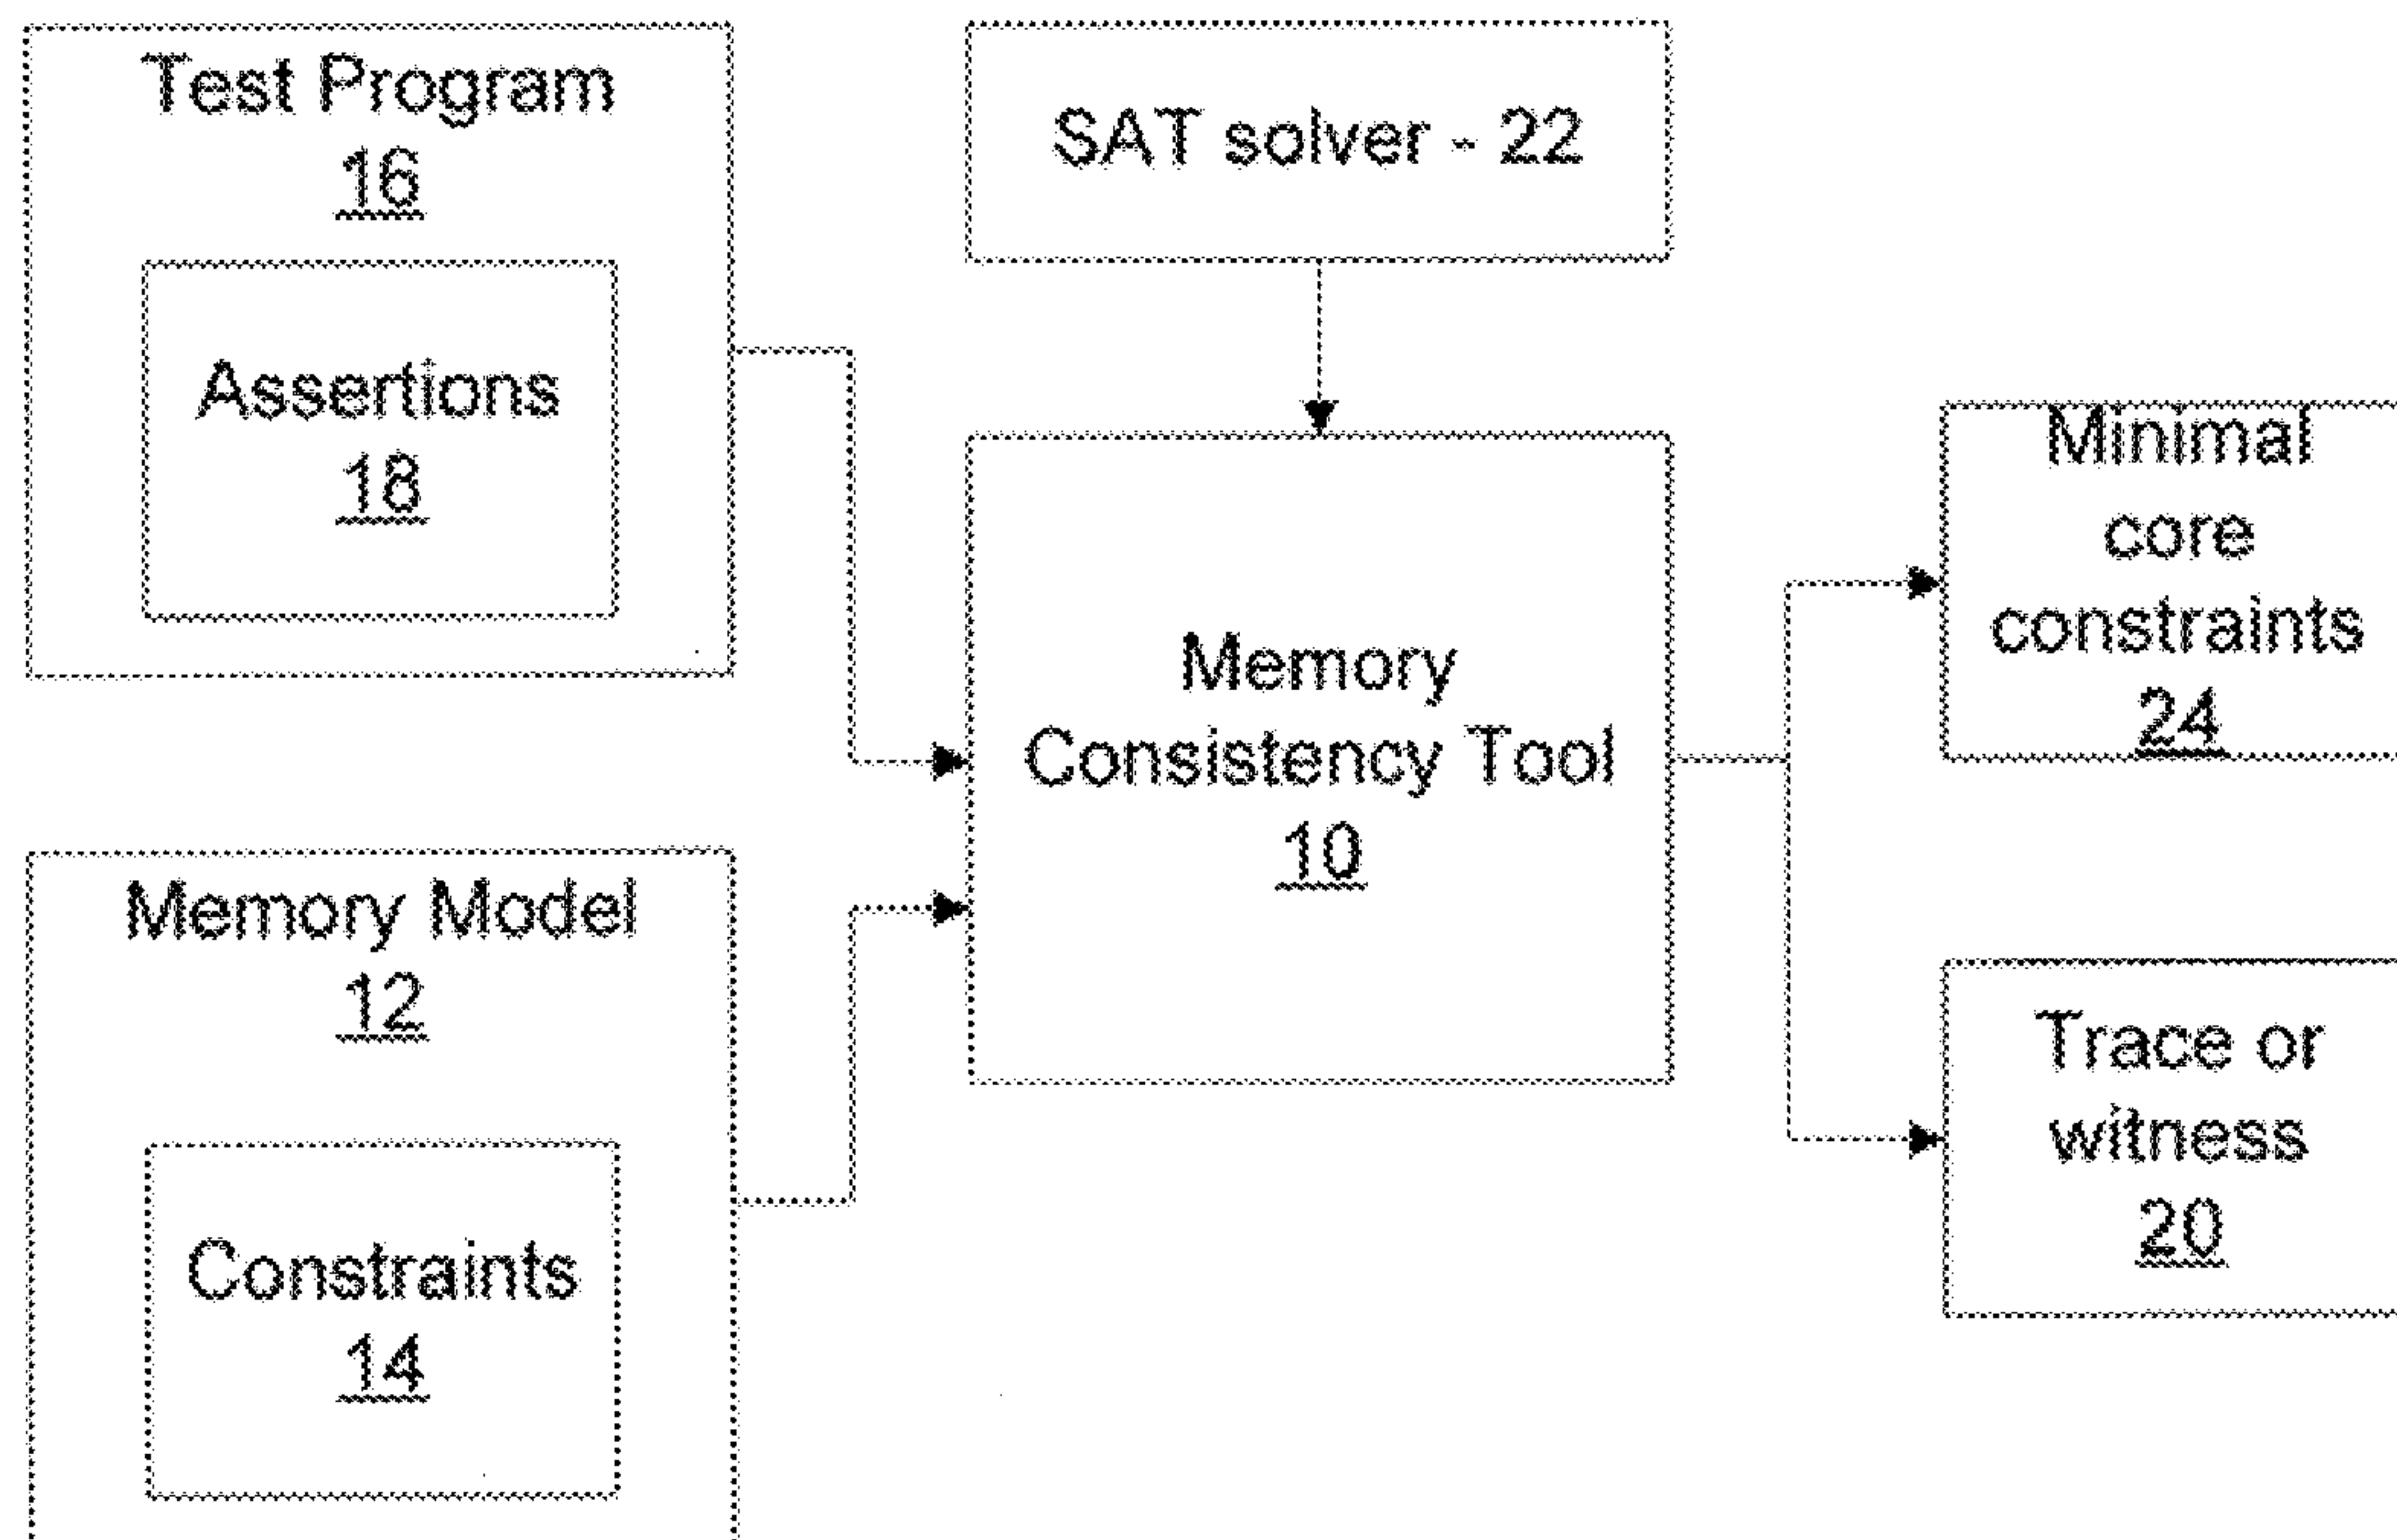 Test Program
16
Assertions
18
SAT solver - 22
Memory
Consistency Tool
10
Minimal
core
constraints
24
Memory Model
12
Constraints
14
Trace or
witness
20